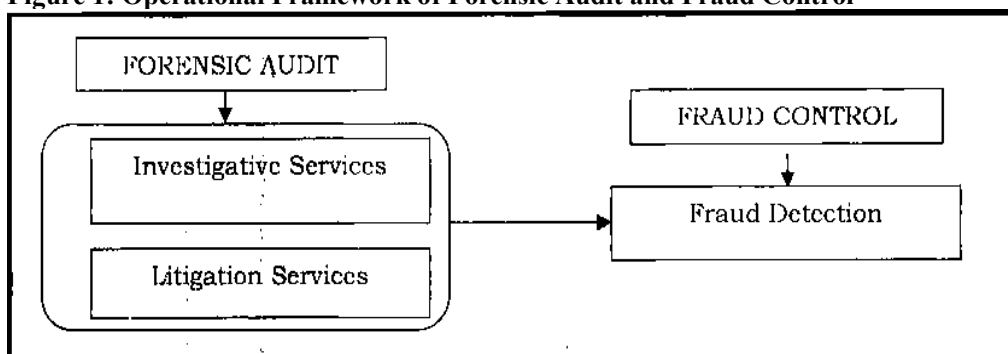 Figure 1: Operational Framework of Forensic Audit and Fraud Control
FORENSIC AUDIT
FRAUD CONTROL
Investigative Services
Fraud Detection
Litigation Services